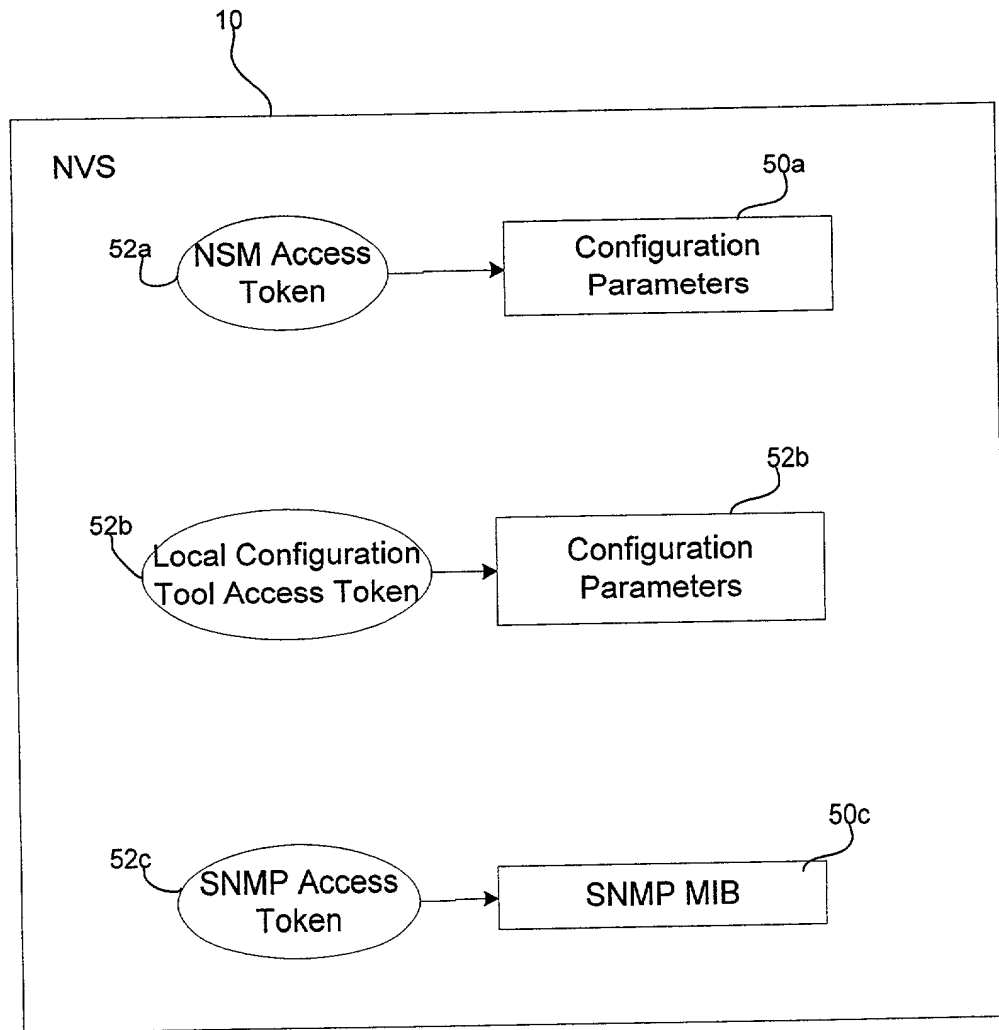 10
NVS
50a
52a
NSM Access
Token
Configuration
Parameters
52b
52b
Local Configuration
Tool Access Token
Configuration
Parameters
50c
52c
SNMP Access
Token
SNMP MIB